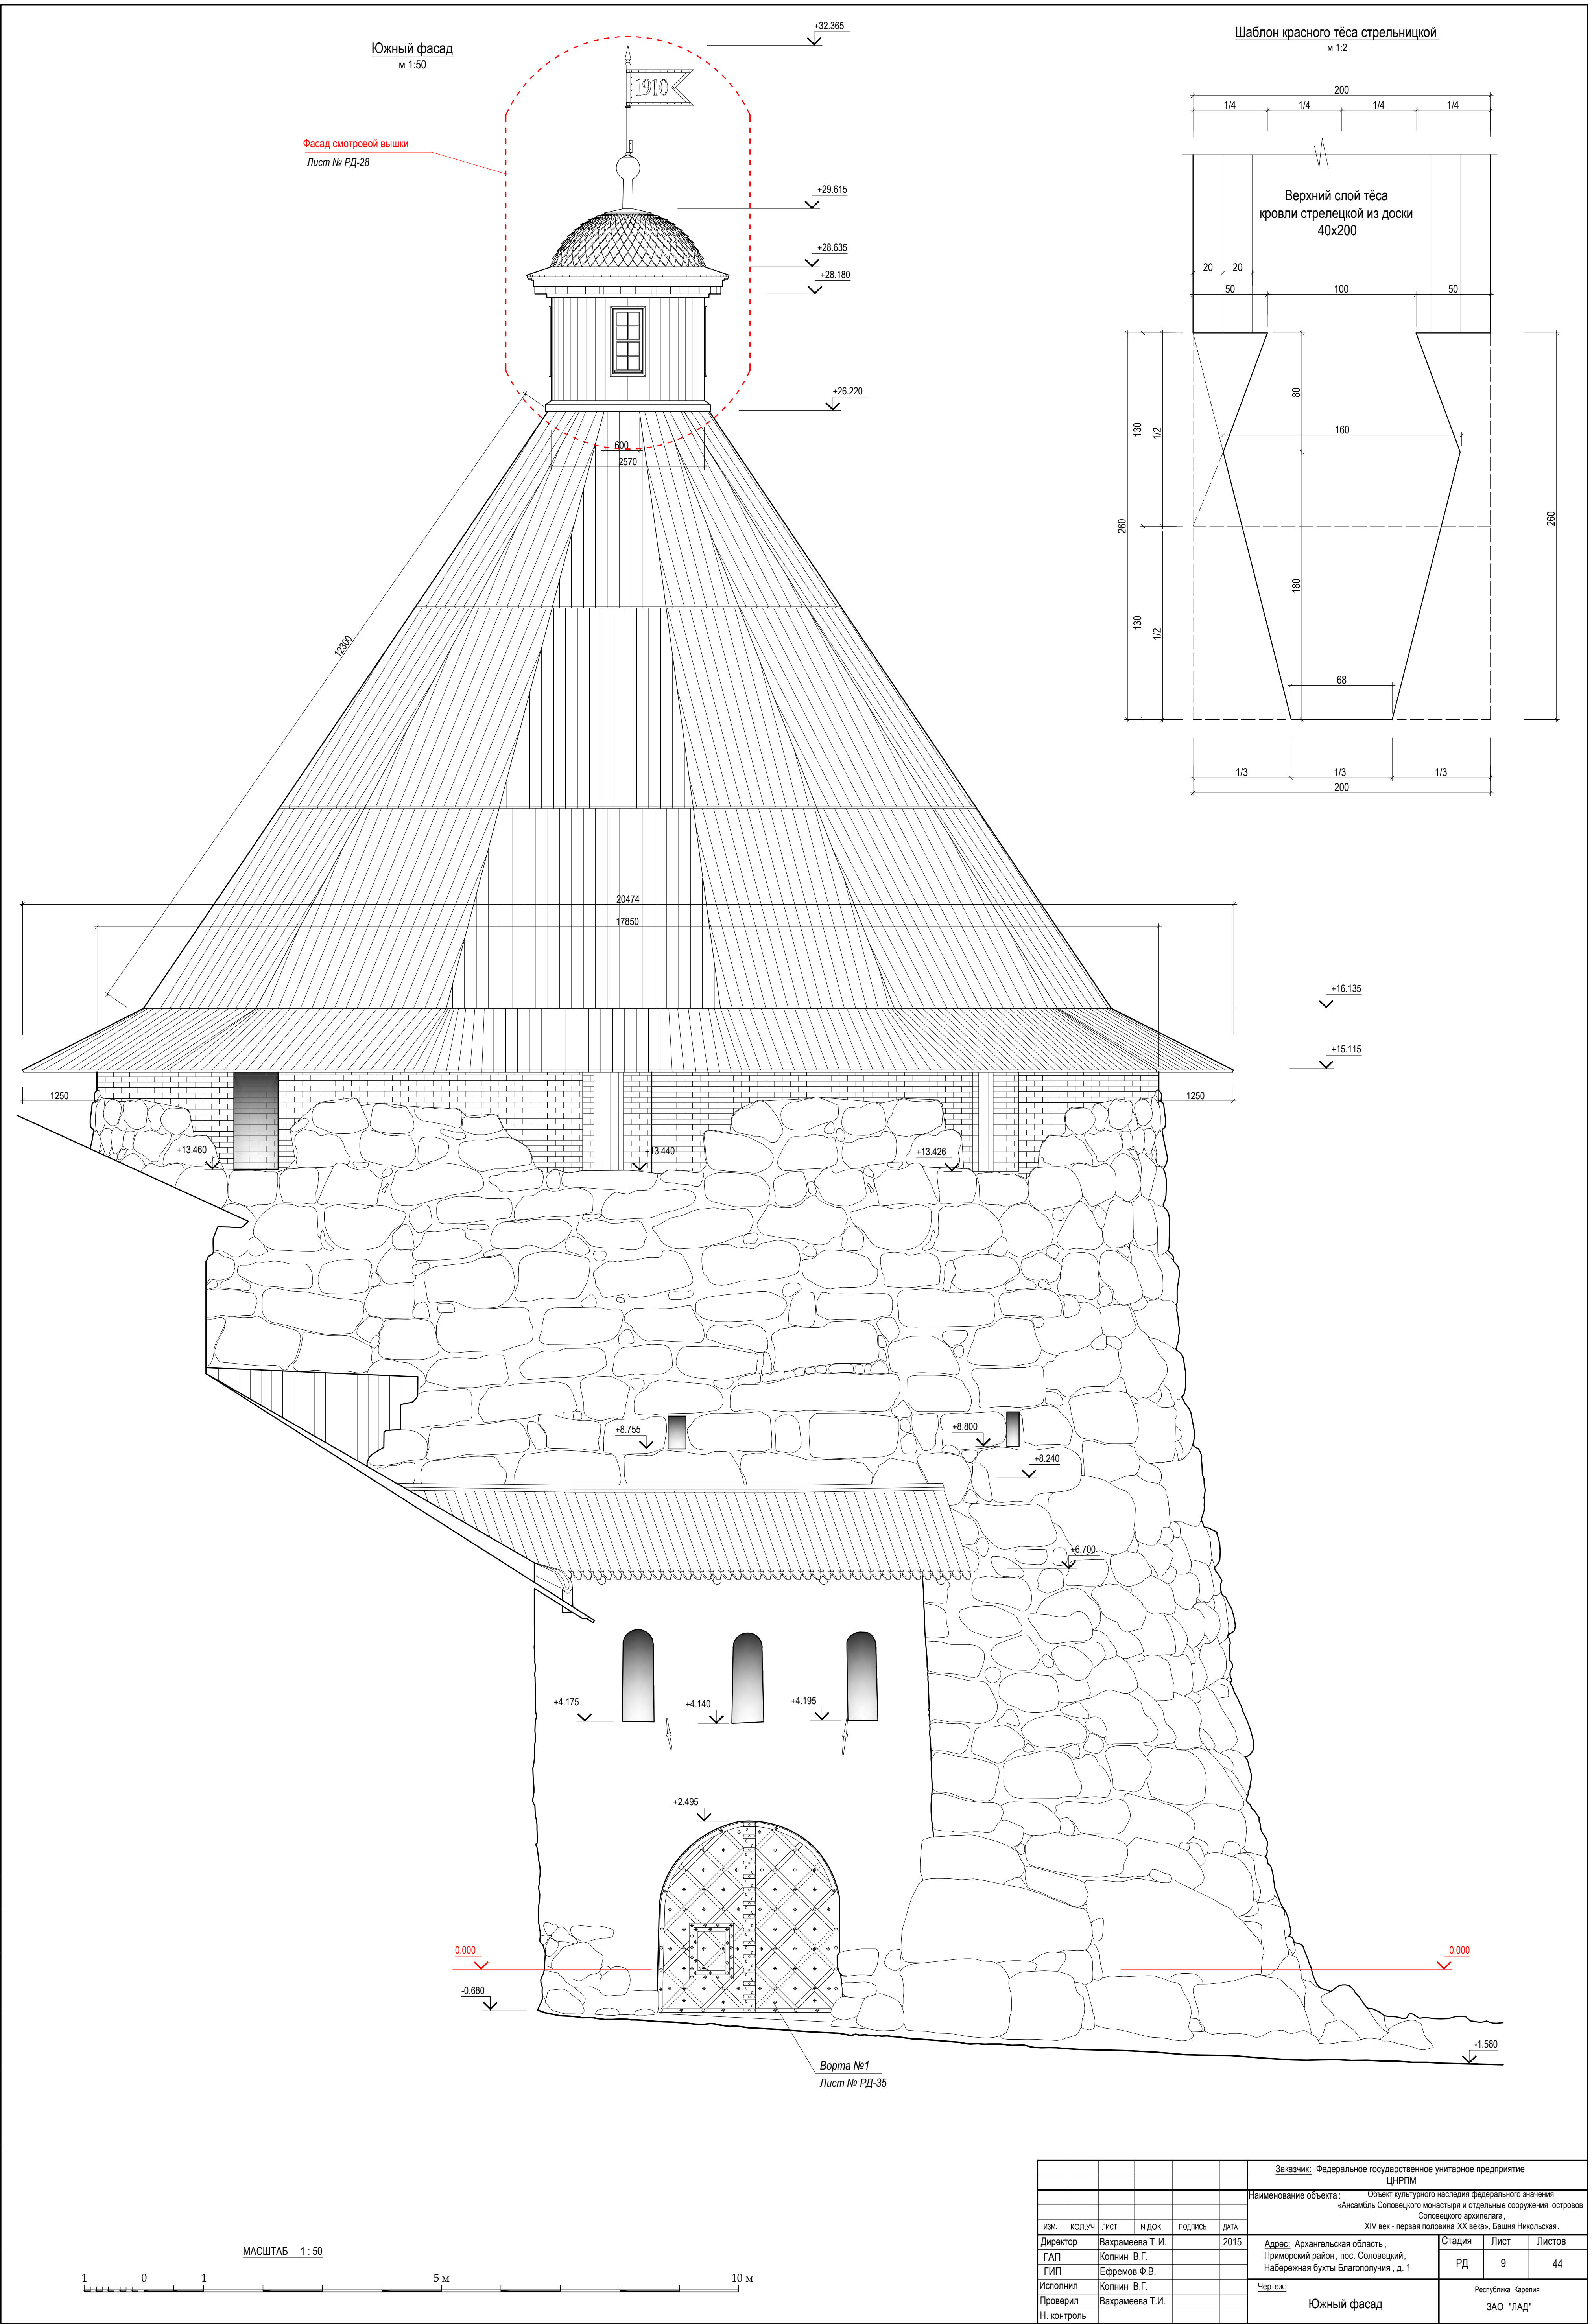 Южный фасад
м 1:50
+32.365
1910
Фасад смотровой вышки
Лист № РД-28
+29.615
+28.635
+28.180
+26.220
600
2570
12300
20474
17850
+16.135
+15.115
1250
1250
+13.460
+13.440
+13.426
+8.755
+8.800
+8.240
+6.700
+4.175
+4.140
+4.195
+2.495
0.000
0.000
-0.680
-1.580
Ворта №1
Лист № РД-35
Шаблон красного тёса стрельницкой
м 1:2
200
1/4 1/4 1/4 1/4
Верхний слой тёса
кровли стрелецкой из доски
40x200
20 20
50 100 50
80
130 1/2
160
260
260
180
130 1/2
68
1/3 1/3 1/3
200
МАСШТАБ 1 : 50
1 0 1 5 м 10 м
Заказчик: Федеральное государственное унитарное предприятие
ЦНРПМ
Наименование объекта: Объект культурного наследия федерального значения
«Ансамбль Соловецкого монастыря и отдельные сооружения островов
Соловецкого архипелага,
XIV век - первая половина XX века», Башня Никольская.
ИЗМ. КОЛ.УЧ ЛИСТ N ДОК. ПОДПИСЬ ДАТА
Директор Вахрамеева Т.И. 2015
ГАП Копнин В.Г.
ГИП Ефремов Ф.В.
Исполнил Копнин В.Г.
Проверил Вахрамеева Т.И.
Н. контроль
Адрес: Архангельская область,
Приморский район, пос. Соловецкий,
Набережная бухты Благополучия, д. 1
Стадия Лист Листов
РД 9 44
Чертеж:
Южный фасад
Республика Карелия
ЗАО "ЛАД"